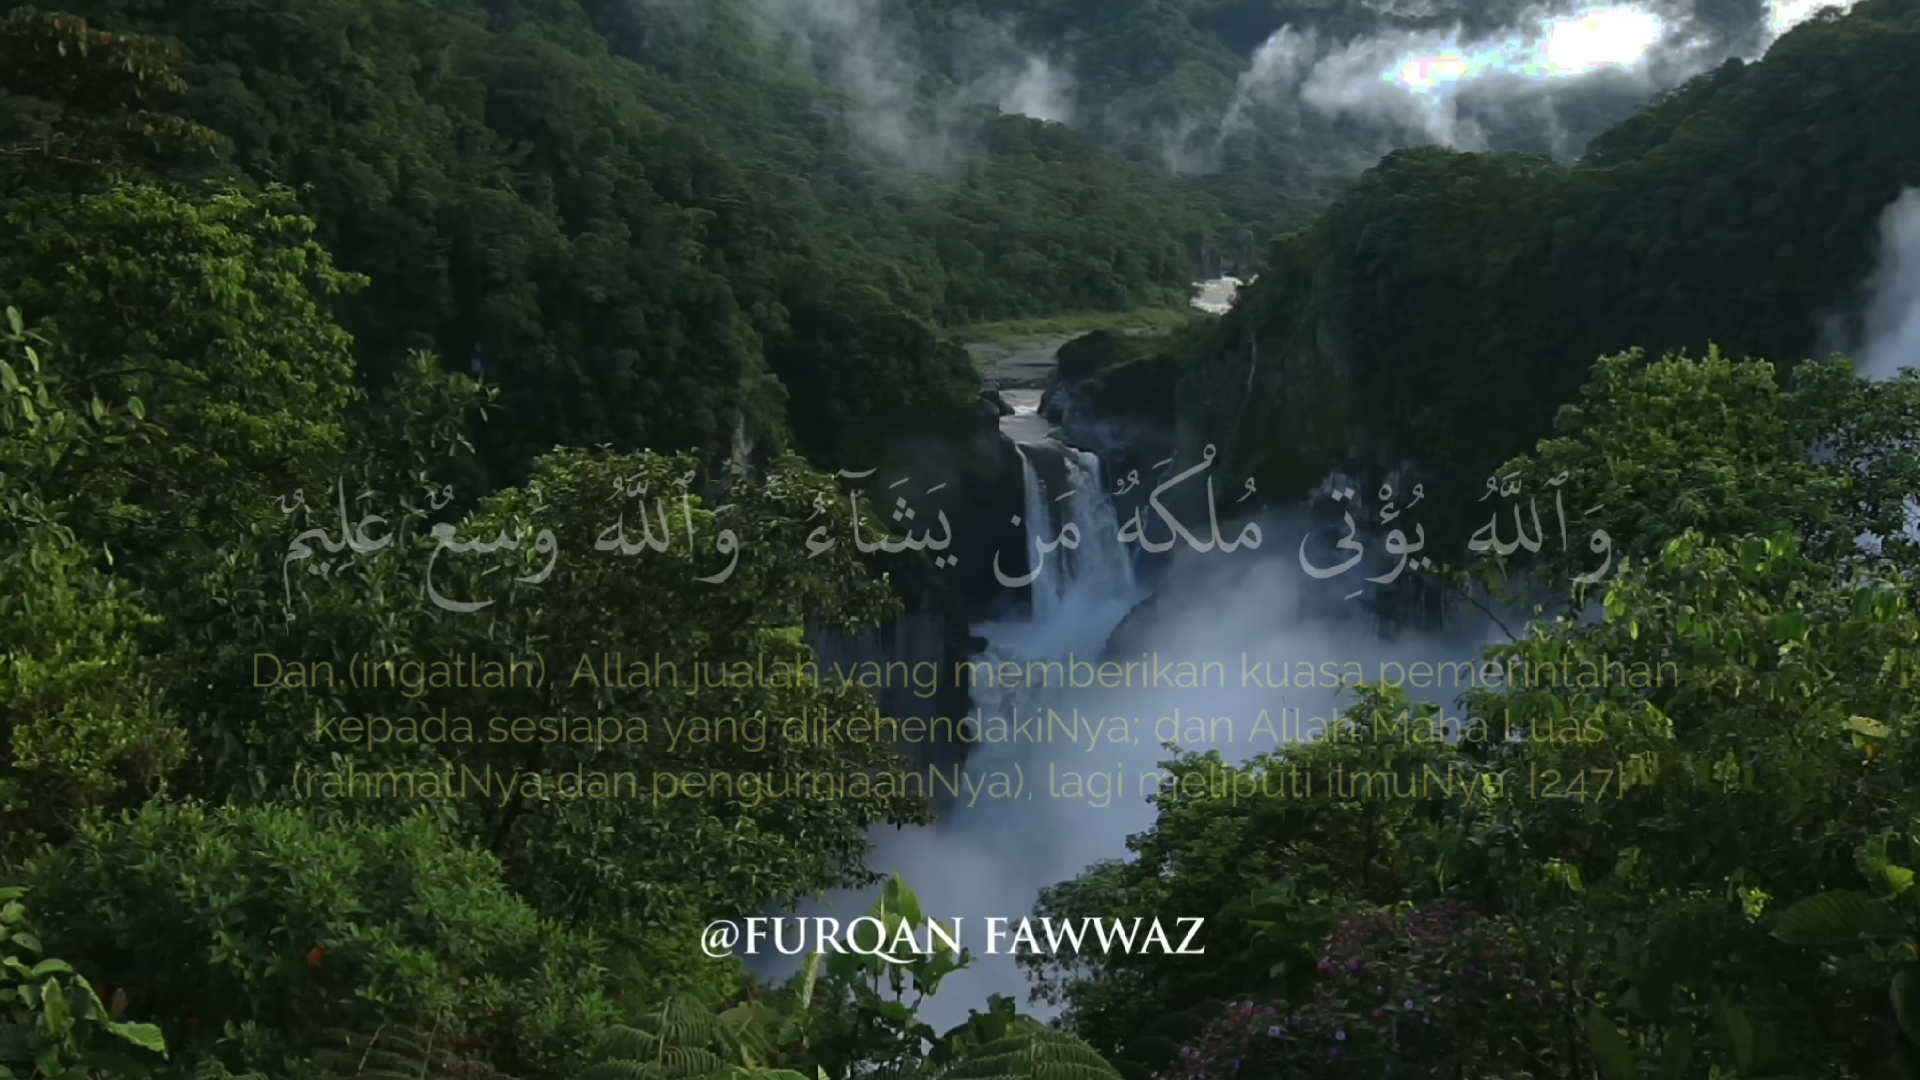 وَٱللَّهُ يُؤْتِى مُلْكَهُۥ مَن يَشَآءُ وَٱللَّهُ وَٰسِعٌ عَلِيمٌ
Dan (ingatlah), Allah jualah yang memberikan kuasa pemerintahan
kepada sesiapa yang dikehendakiNya; dan Allah Maha Luas
(rahmatNya dan pengurniaanNya), lagi meliputi ilmuNya. [247]
@FURQAN FAWWAZ